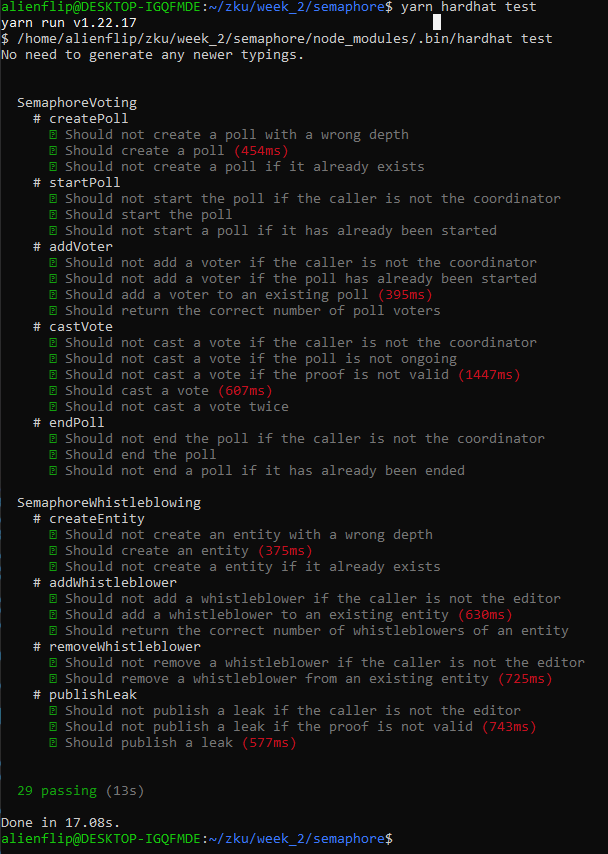 alienflip@DESKTOP-IGQFMDE:~/zku/week_2/semaphore$ yarn hardhat test
yarn run v1.22.17
$ /home/alienflip/zku/week_2/semaphore/node_modules/.bin/hardhat test
No need to generate any newer typings.
SemaphoreVoting
# createPoll
Should not create a poll with a wrong depth
Should create a poll (454ms)
Should not create a poll if it already exists
# startPoll
Should not start the poll if the caller is not the coordinator
Should start the poll
Should not start a poll if it has already been started
# addVoter
Should not add a voter if the caller is not the coordinator
Should not add a voter if the poll has already been started
Should add a voter to an existing poll (395ms)
Should return the correct number of poll voters
# castVote
Should not cast a vote if the caller is not the coordinator
Should not cast a vote if the poll is not ongoing
Should not cast a vote if the proof is not valid (1447ms)
Should cast a vote (607ms)
Should not cast a vote twice
# endPoll
Should not end the poll if the caller is not the coordinator
Should end the poll
Should not end a poll if it has already been ended
SemaphoreWhistleblowing
# createEntity
Should not create an entity with a wrong depth
Should create an entity (375ms)
Should not create a entity if it already exists
# addWhistleblower
Should not add a whistleblower if the caller is not the editor
Should add a whistleblower to an existing entity (630ms)
Should return the correct number of whistleblowers of an entity
# removeWhistleblower
Should not remove a whistleblower if the caller is not the editor
Should remove a whistleblower from an existing entity (725ms)
# publishLeak
Should not publish a leak if the caller is not the editor
Should not publish a leak if the proof is not valid (743ms)
Should publish a leak (577ms)
29 passing (13s)
Done in 17.08s.
alienflip@DESKTOP-IGQFMDE:~/zku/week_2/semaphore$